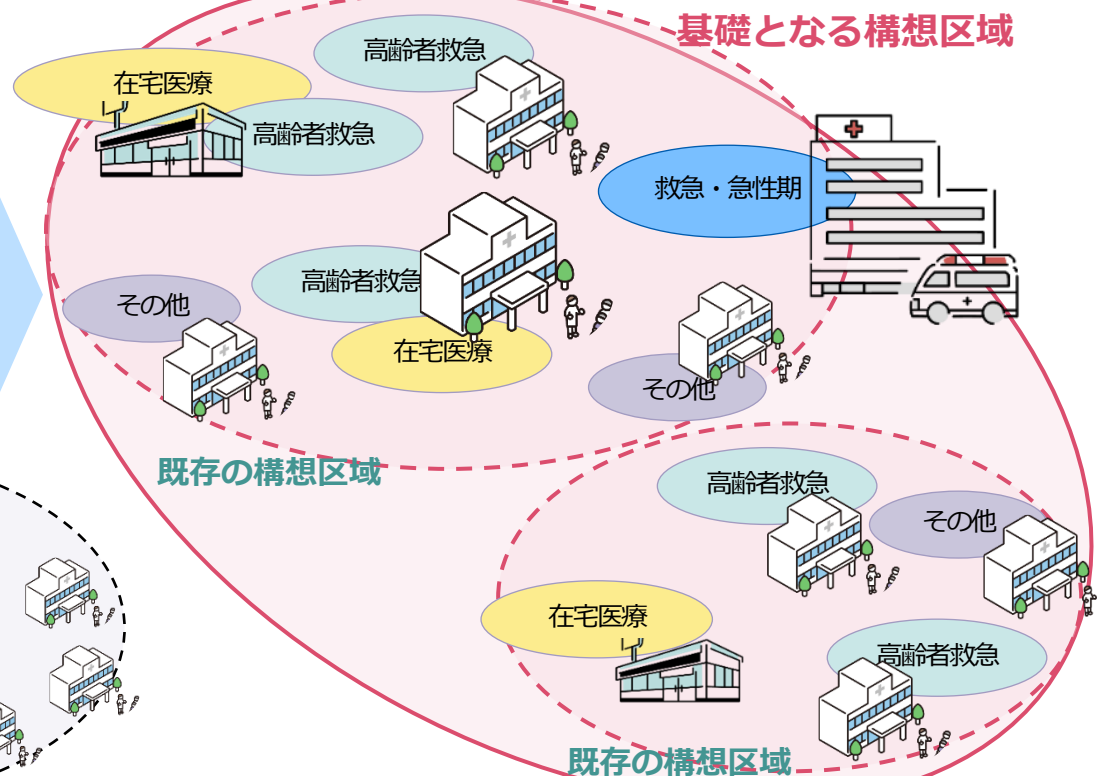 基礎となる構想区域
高齢者救急
在宅医療
高齢者救急
救急・急性期
高齢者救急
その他
在宅医療
その他
既存の構想区域
高齢者救急
その他
在宅医療
高齢者救急
既存の構想区域